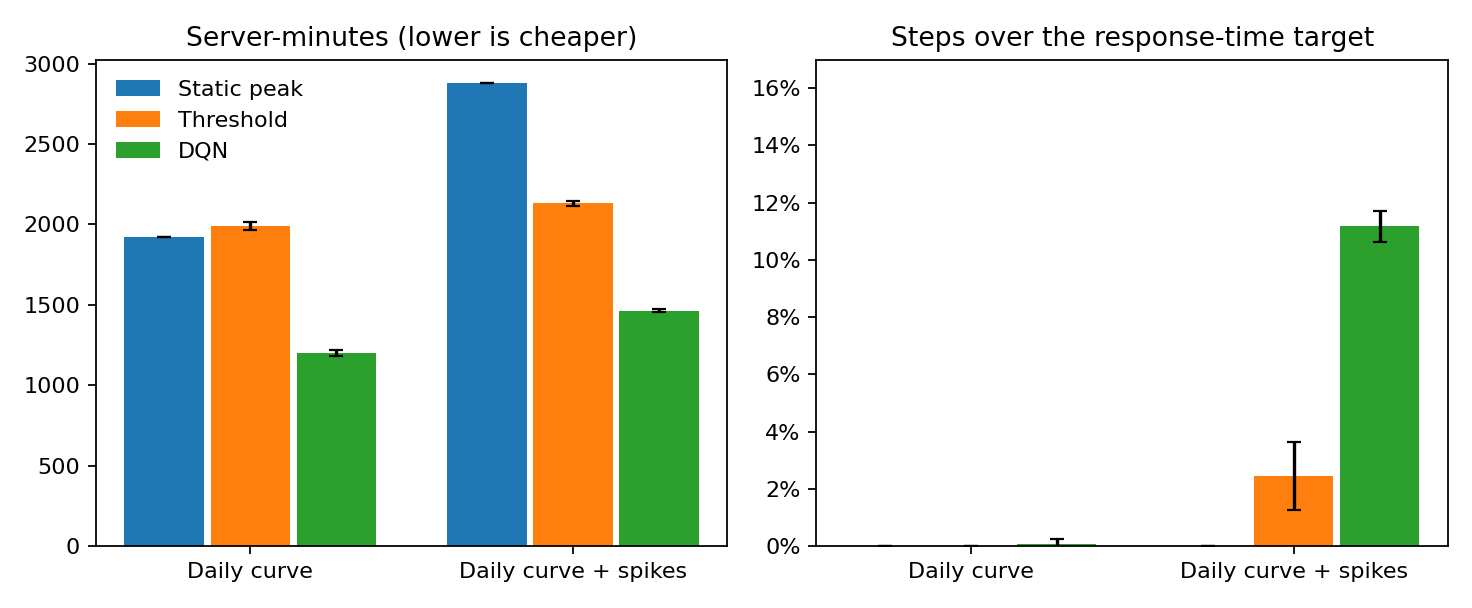 Server-minutes (lower is cheaper)
3000
2500
2000
1500
1000
500
0
Static peak
Threshold
DQN
Daily curve
Daily curve + spikes
Steps over the response-time target
16%
14%
12%
10%
8%
6%
4%
2%
0%
Daily curve
Daily curve + spikes